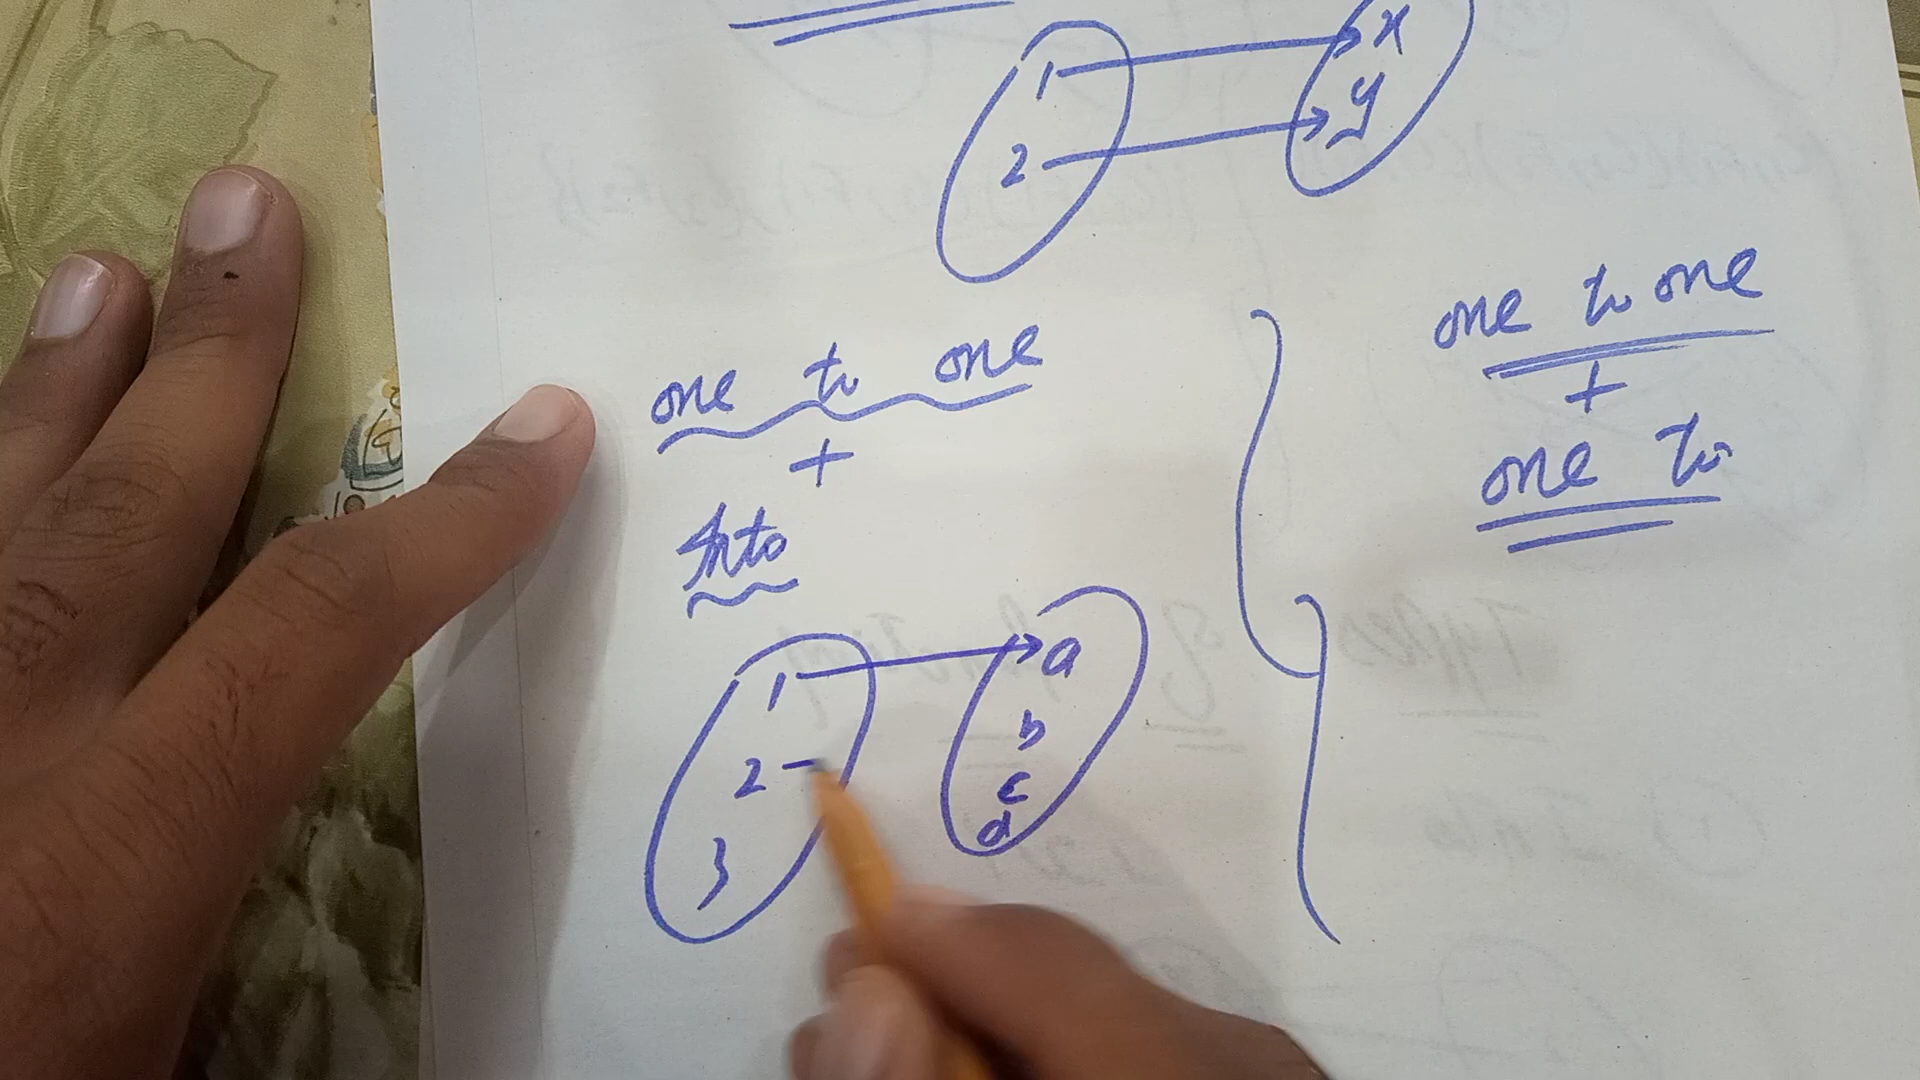 1 x
2 y
one to one
+
Into
1 a
2 b
3 c
d
one to one
+
one to